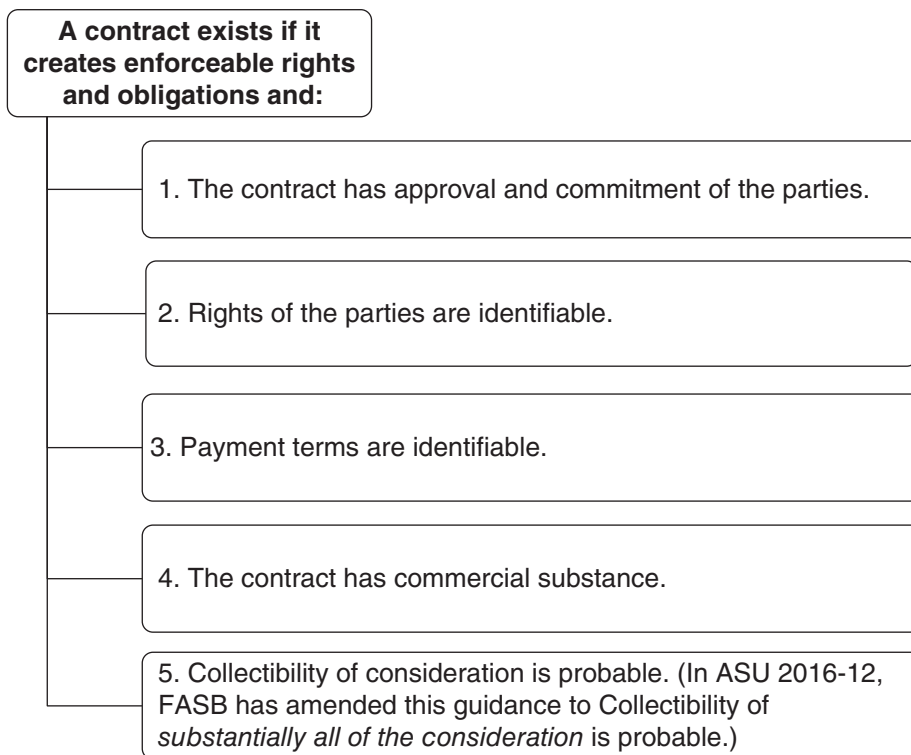 A contract exists if it
creates enforceable rights
and obligations and:
1. The contract has approval and commitment of the parties.
2. Rights of the parties are identifiable.
3. Payment terms are identifiable.
4. The contract has commercial substance.
5. Collectibility of consideration is probable. (In ASU 2016-12,
FASB has amended this guidance to Collectibility of
substantially all of the consideration is probable.)